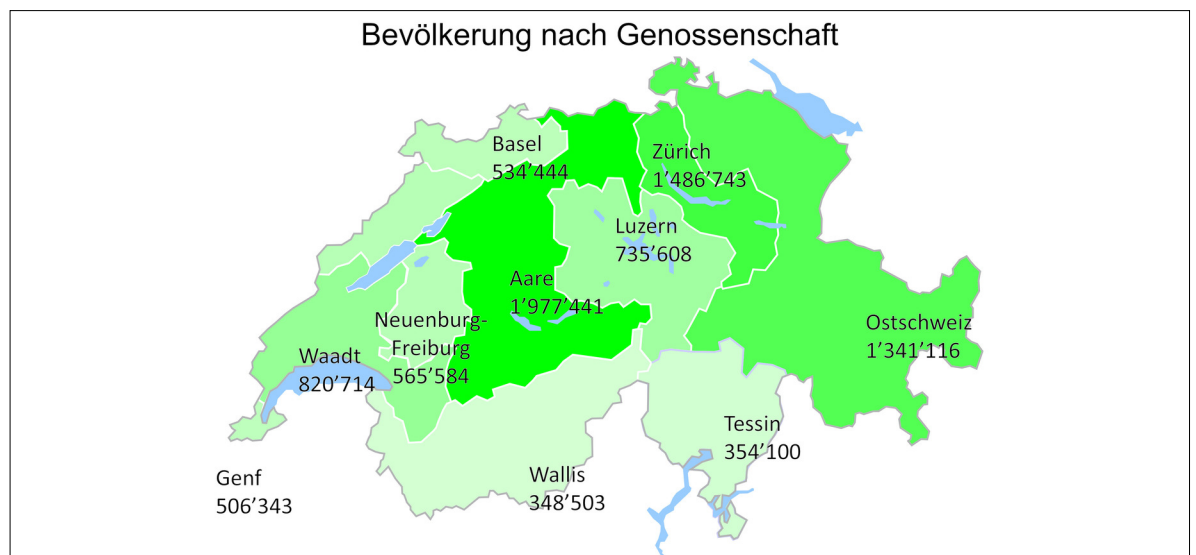 Bevölkerung nach Genossenschaft
Basel
534’444
Zürich
1’486’743
Luzern
735’608
Aare
1’977’441
Neuenburg-
Freiburg
565’584
Ostschweiz
1’341’116
Waadt
820’714
Tessin
354’100
Genf
506’343
Wallis
348’503